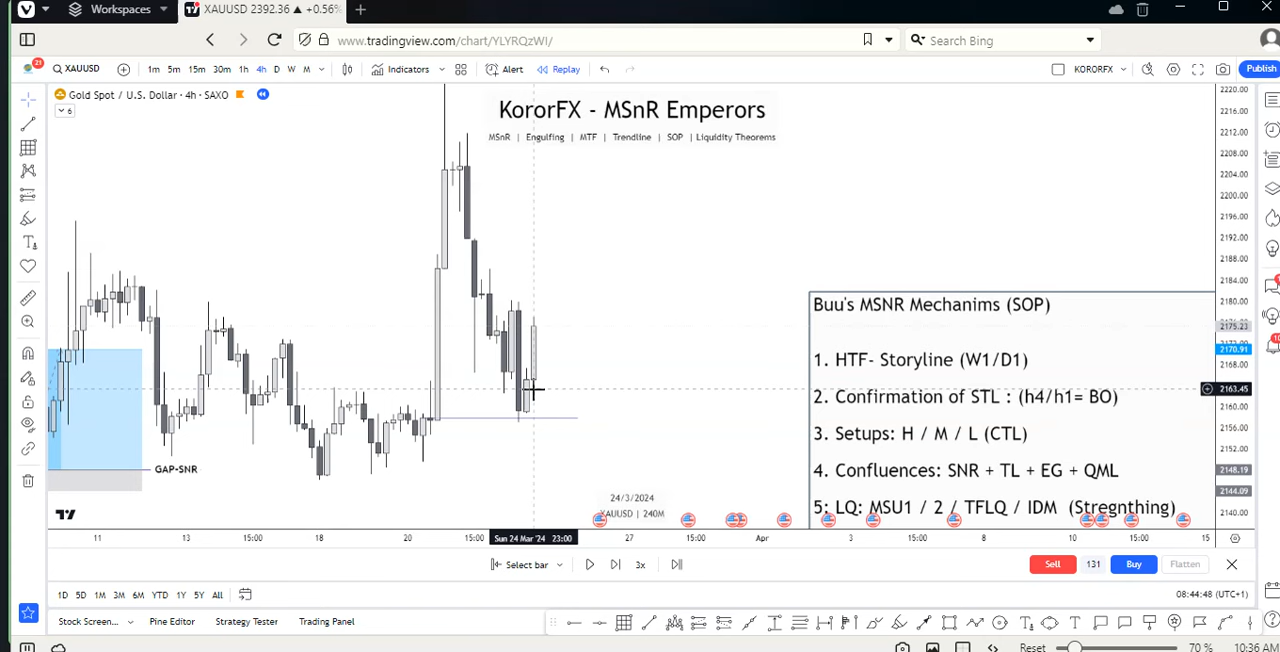 Workspaces
XAUUSD 2392.36 ▲ +0.56%
www.tradingview.com/chart/YLYRQzWI/
Search Bing
21
XAUUSD
1m 5m 15m 30m 1h 4h D W M
Indicators
Alert
Replay
KORORFX
Publish
Gold Spot / U.S. Dollar · 4h · SAXO
6
KororFX - MSnR Emperors
MSnR | Engulfing | MTF | Trendline | SOP | Liquidity Theorems
2220.00
2216.00
2212.00
2208.00
2204.00
2200.00
2196.00
2192.00
2188.00
2184.00
2180.00
2175.23
2170.91
2168.00
2163.45
2160.00
2156.00
2152.00
2148.19
2144.09
2140.00
Buu's MSNR Mechanims (SOP)
1. HTF- Storyline (W1/D1)
2. Confirmation of STL : (h4/h1= BO)
3. Setups: H / M / L (CTL)
4. Confluences: SNR + TL + EG + QML
5: LQ: MSU1 / 2 / TFLQ / IDM (Stregnthing)
GAP-SNR
24/3/2024
XAUUSD | 240M
11 13 15:00 18 15:00 20 15:00 Sun 24 Mar '24 23:00 27 15:00 Apr 3 15:00 8 10 15:00 15
Select bar
3x
Sell 131 Buy Flatten
1D 5D 1M 3M 6M YTD 1Y 5Y All
08:44:48 (UTC+1)
Stock Screen... Pine Editor Strategy Tester Trading Panel
Reset 70 % 10:36 AM